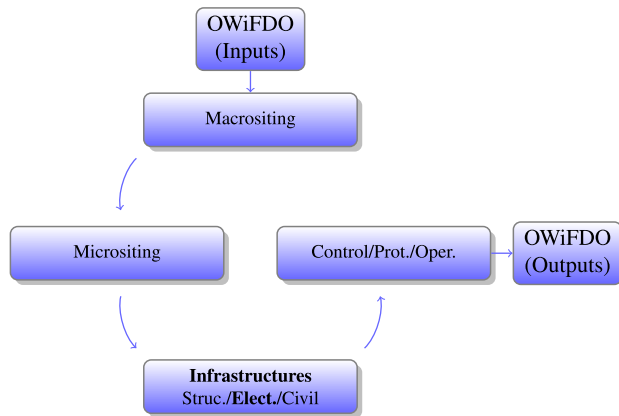 OWiFDO
(Inputs)
Macrositing
Micrositing
Control/Prot./Oper.
OWiFDO
(Outputs)
Infrastructures
Struc./Elect./Civil